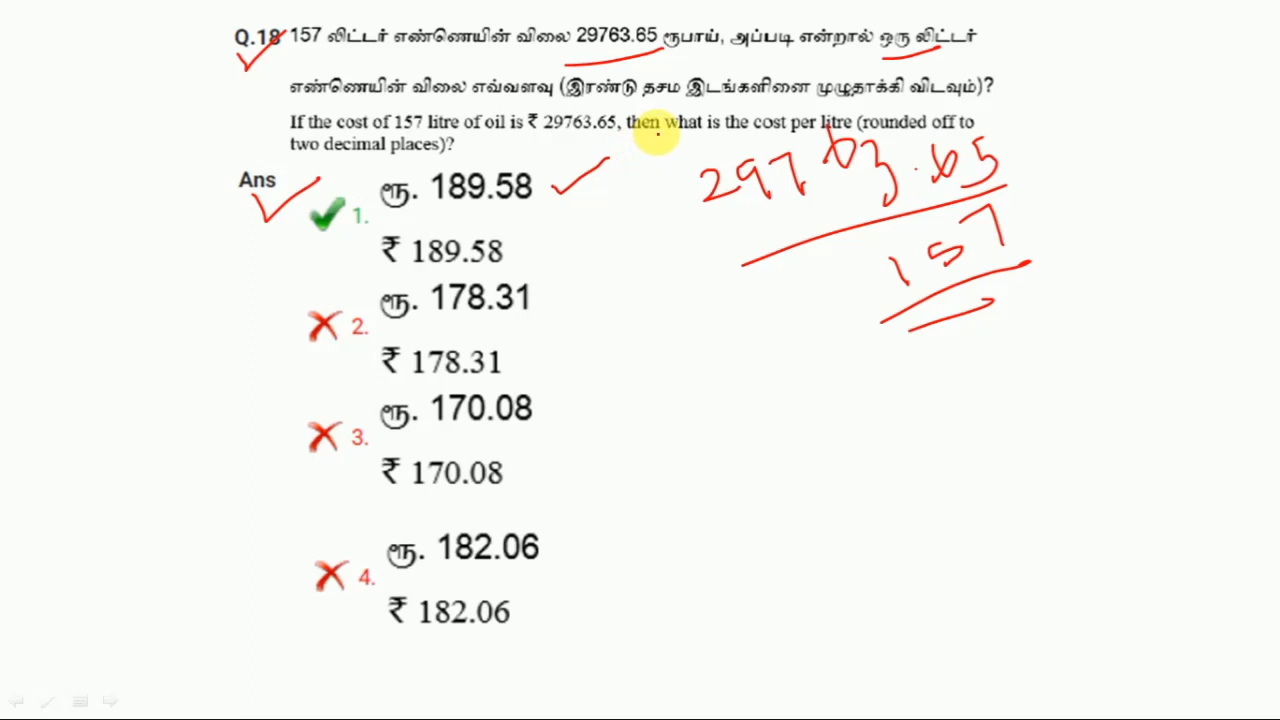 Q.18 157 லிட்டர் எண்ணெயின் விலை 29763.65 ரூபாய், அப்படி என்றால் ஒரு லிட்டர்
எண்ணெயின் விலை எவ்வளவு (இரண்டு தசம இடங்களினை முழுதாக்கி விடவும்)?
If the cost of 157 litre of oil is ₹ 29763.65, then what is the cost per litre (rounded off to
two decimal places)?
29763.65
157
Ans
1. ரூ. 189.58
₹ 189.58
2. ரூ. 178.31
₹ 178.31
3. ரூ. 170.08
₹ 170.08
4. ரூ. 182.06
₹ 182.06